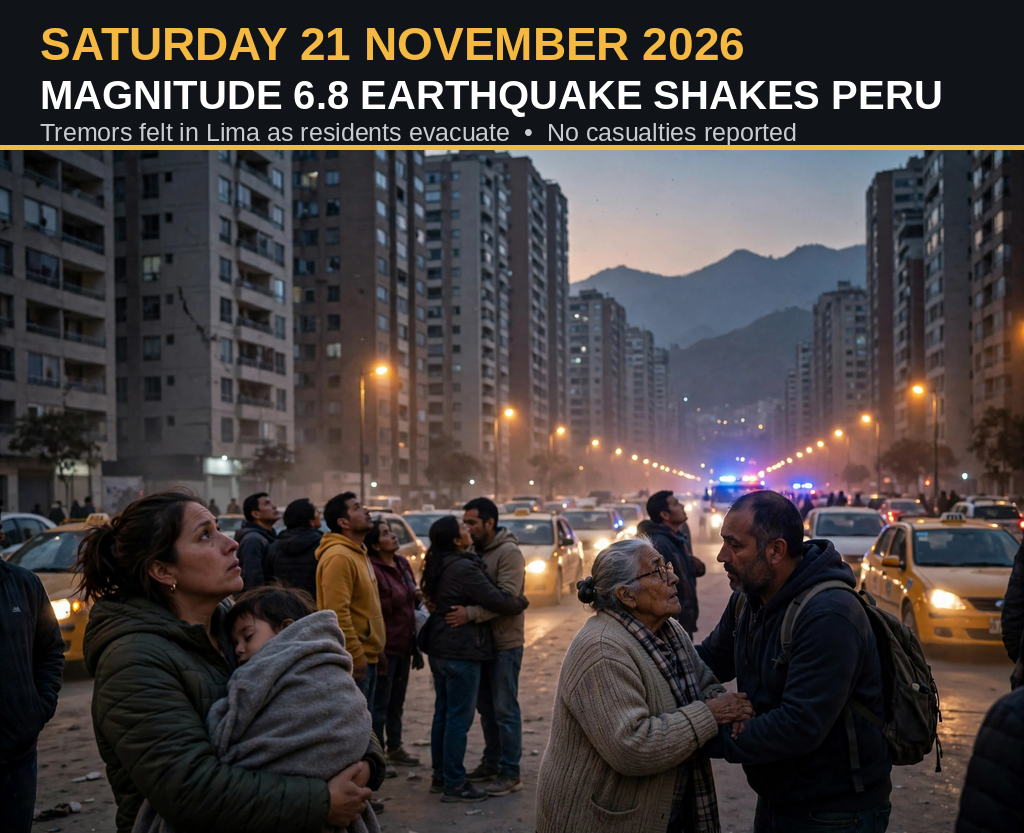 SATURDAY 21 NOVEMBER 2026
MAGNITUDE 6.8 EARTHQUAKE SHAKES PERU
Tremors felt in Lima as residents evacuate • No casualties reported